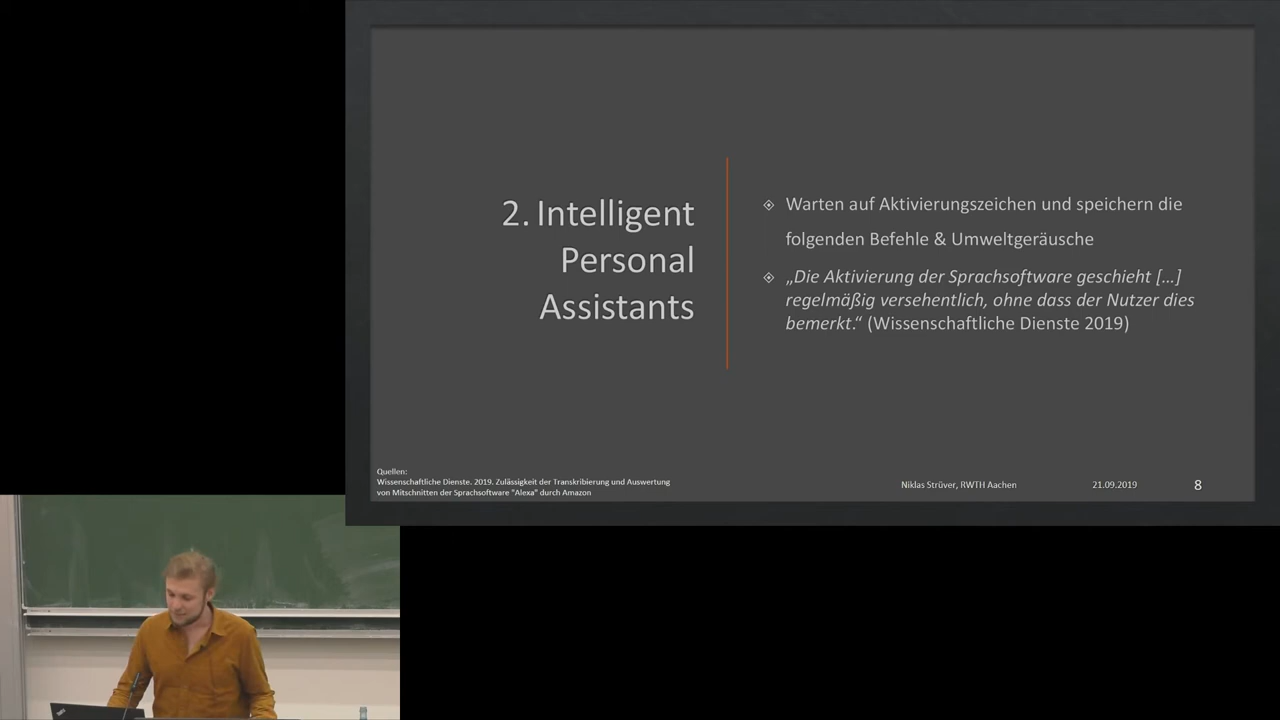 2. Intelligent
Personal
Assistants
Warten auf Aktivierungszeichen und speichern die
folgenden Befehle & Umweltgeräusche
„Die Aktivierung der Sprachsoftware geschieht […]
regelmäßig versehentlich, ohne dass der Nutzer dies
bemerkt.“ (Wissenschaftliche Dienste 2019)
Quellen:
Wissenschaftliche Dienste. 2019. Zulässigkeit der Transkribierung und Auswertung
von Mitschnitten der Sprachsoftware "Alexa" durch Amazon
Niklas Strüver, RWTH Aachen
21.09.2019
8